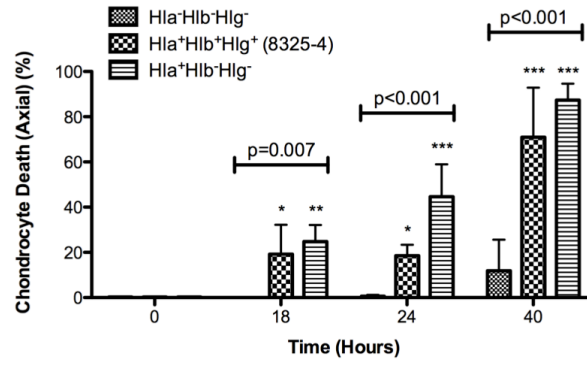 Hla⁻Hlb⁻Hlg⁻
Hla⁺Hlb⁺Hlg⁺ (8325-4)
Hla⁺Hlb⁻Hlg⁻
p<0.001
p<0.001
p=0.007
*** ***
***
* **
*
Chondrocyte Death (Axial) (%)
100
80
60
40
20
0
0 18 24 40
Time (Hours)